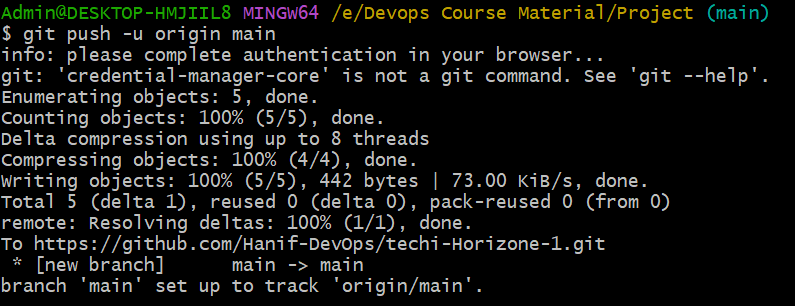 Admin@DESKTOP-HMJIIL8 MINGW64 /e/Devops Course Material/Project (main)
$ git push -u origin main
info: please complete authentication in your browser...
git: 'credential-manager-core' is not a git command. See 'git --help'.
Enumerating objects: 5, done.
Counting objects: 100% (5/5), done.
Delta compression using up to 8 threads
Compressing objects: 100% (4/4), done.
Writing objects: 100% (5/5), 442 bytes | 73.00 KiB/s, done.
Total 5 (delta 1), reused 0 (delta 0), pack-reused 0 (from 0)
remote: Resolving deltas: 100% (1/1), done.
To https://github.com/Hanif-DevOps/techi-Horizone-1.git
 * [new branch]      main -> main
branch 'main' set up to track 'origin/main'.